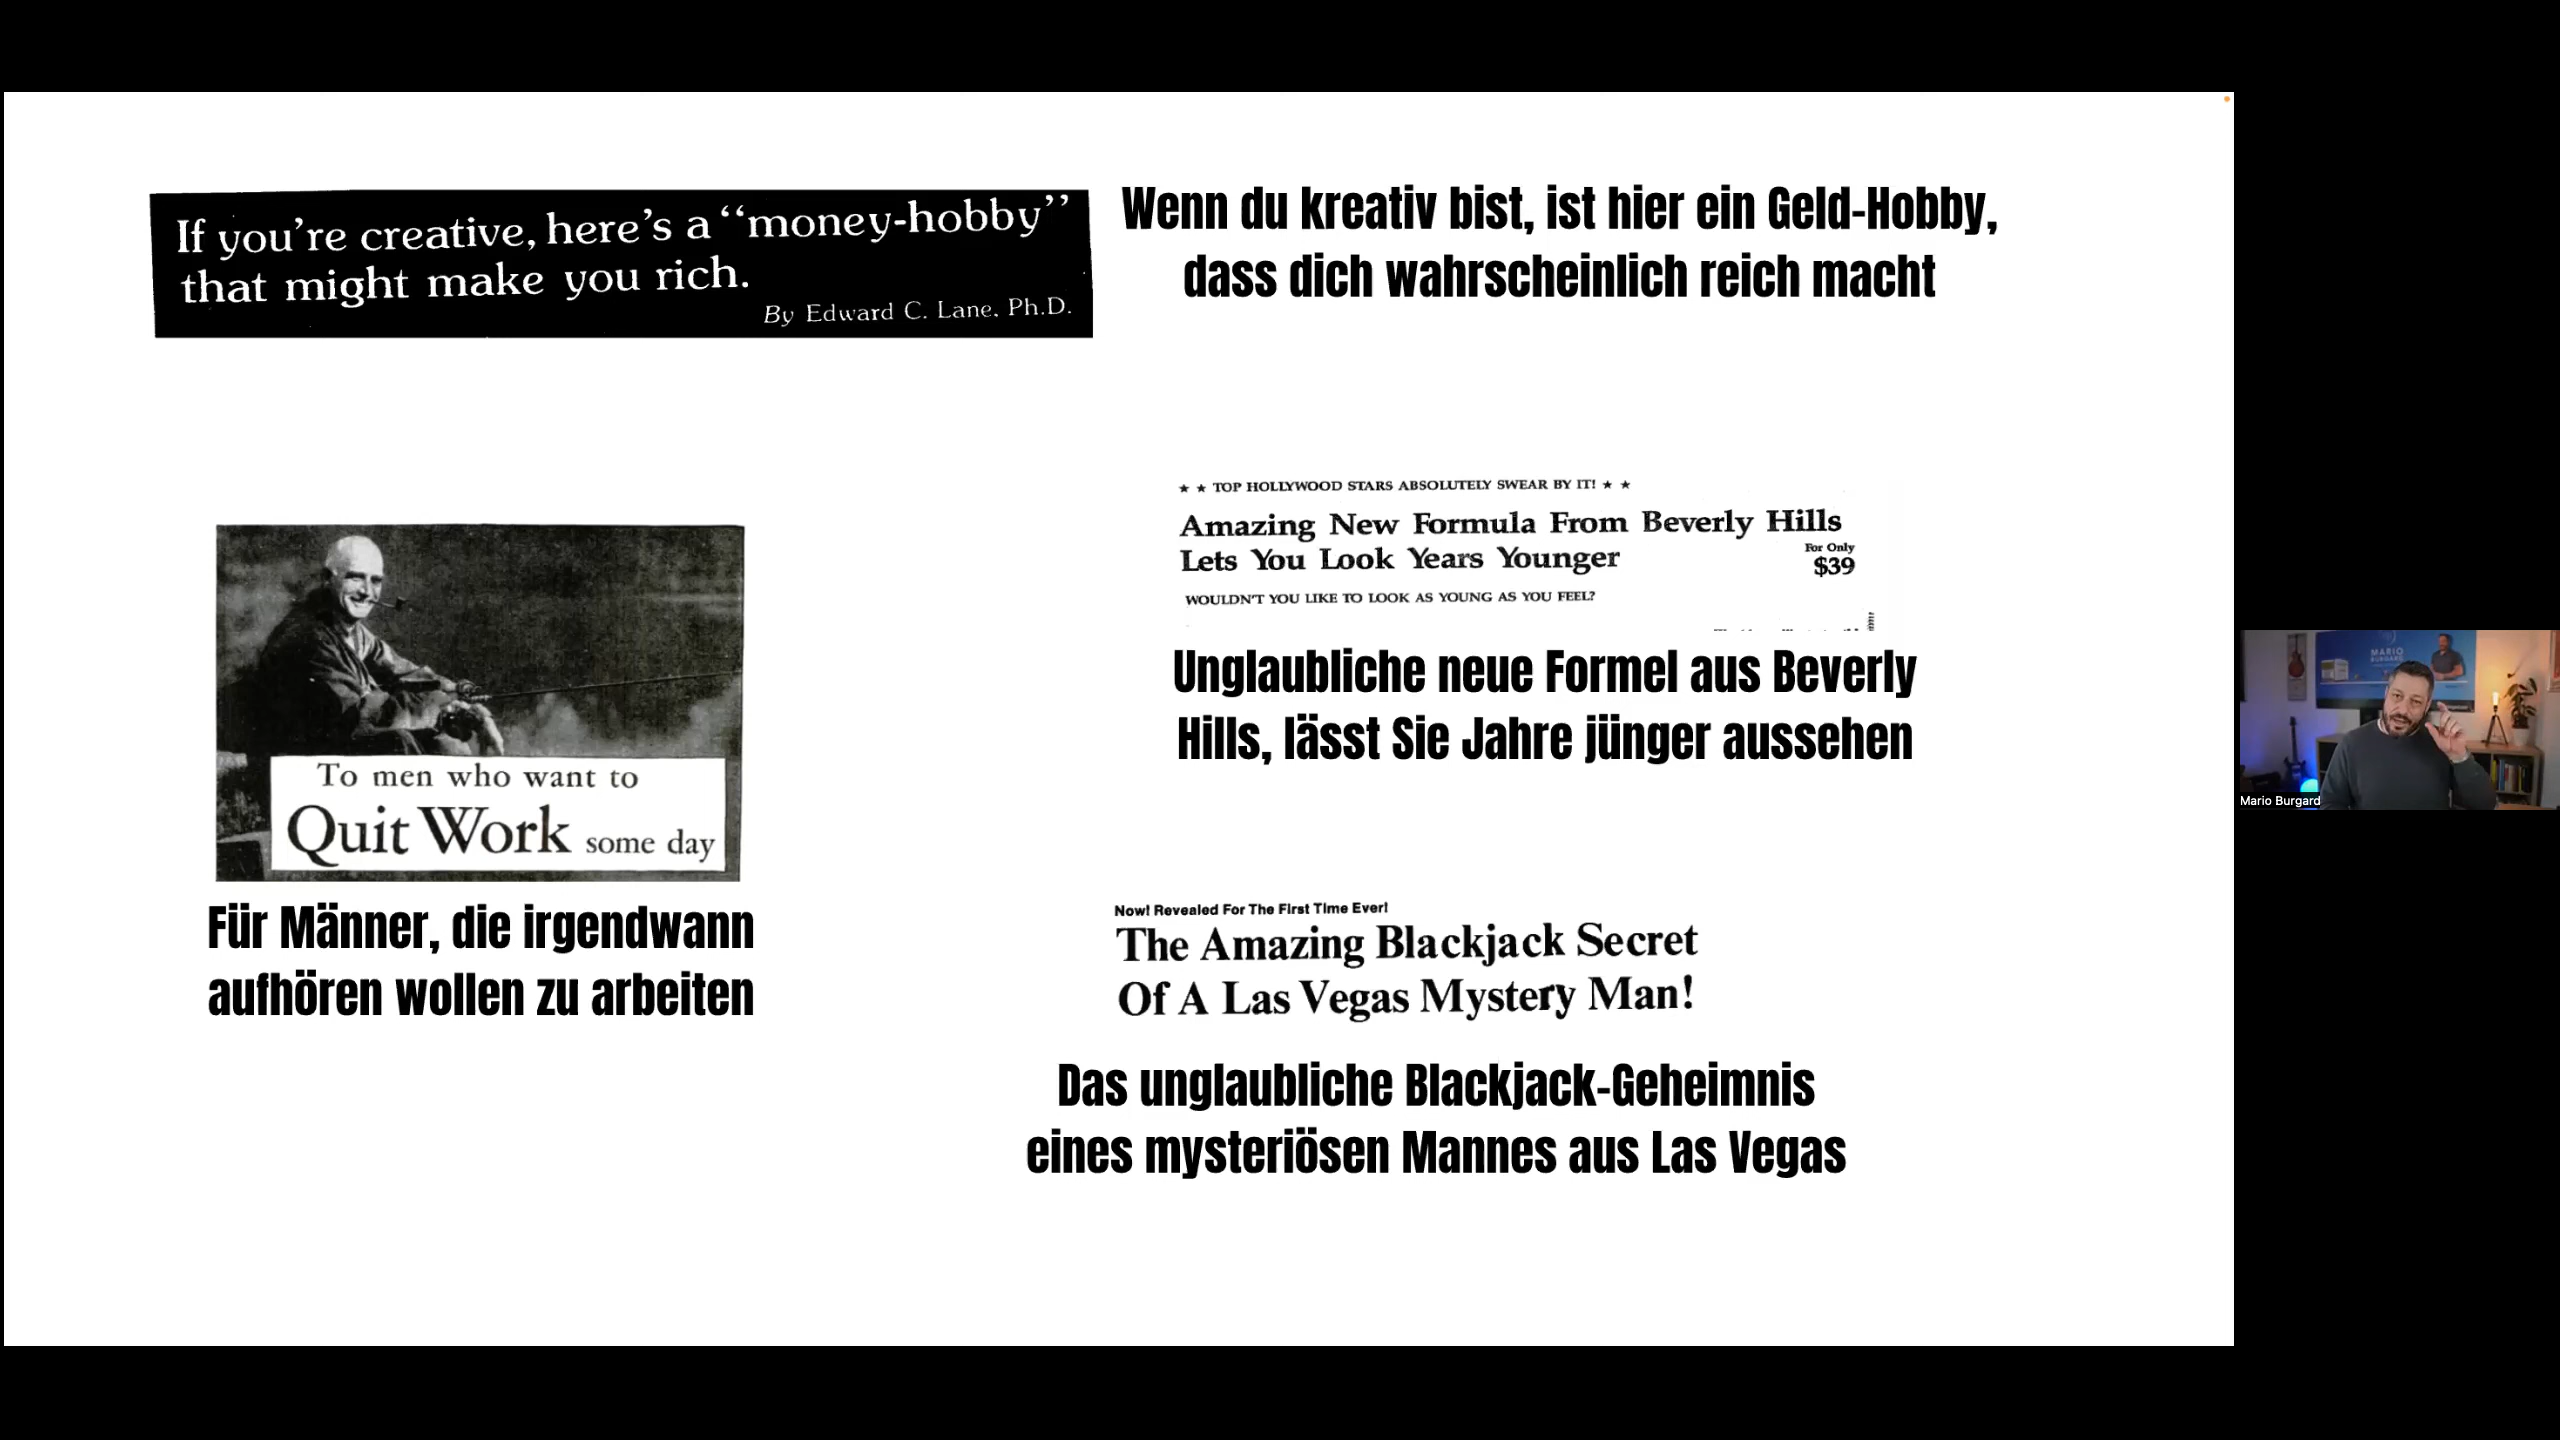 If you're creative, here's a “money-hobby”
that might make you rich.
By Edward C. Lane, Ph.D.
Wenn du kreativ bist, ist hier ein Geld-Hobby,
dass dich wahrscheinlich reich macht
To men who want to
Quit Work some day
Für Männer, die irgendwann
aufhören wollen zu arbeiten
★ ★ TOP HOLLYWOOD STARS ABSOLUTELY SWEAR BY IT! ★ ★
Amazing New Formula From Beverly Hills
Lets You Look Years Younger
For Only
$39
WOULDN'T YOU LIKE TO LOOK AS YOUNG AS YOU FEEL?
Unglaubliche neue Formel aus Beverly
Hills, lässt Sie Jahre jünger aussehen
Now! Revealed For The First Time Ever!
The Amazing Blackjack Secret
Of A Las Vegas Mystery Man!
Das unglaubliche Blackjack-Geheimnis
eines mysteriösen Mannes aus Las Vegas
MARIO
BURGARD
Mario Burgard